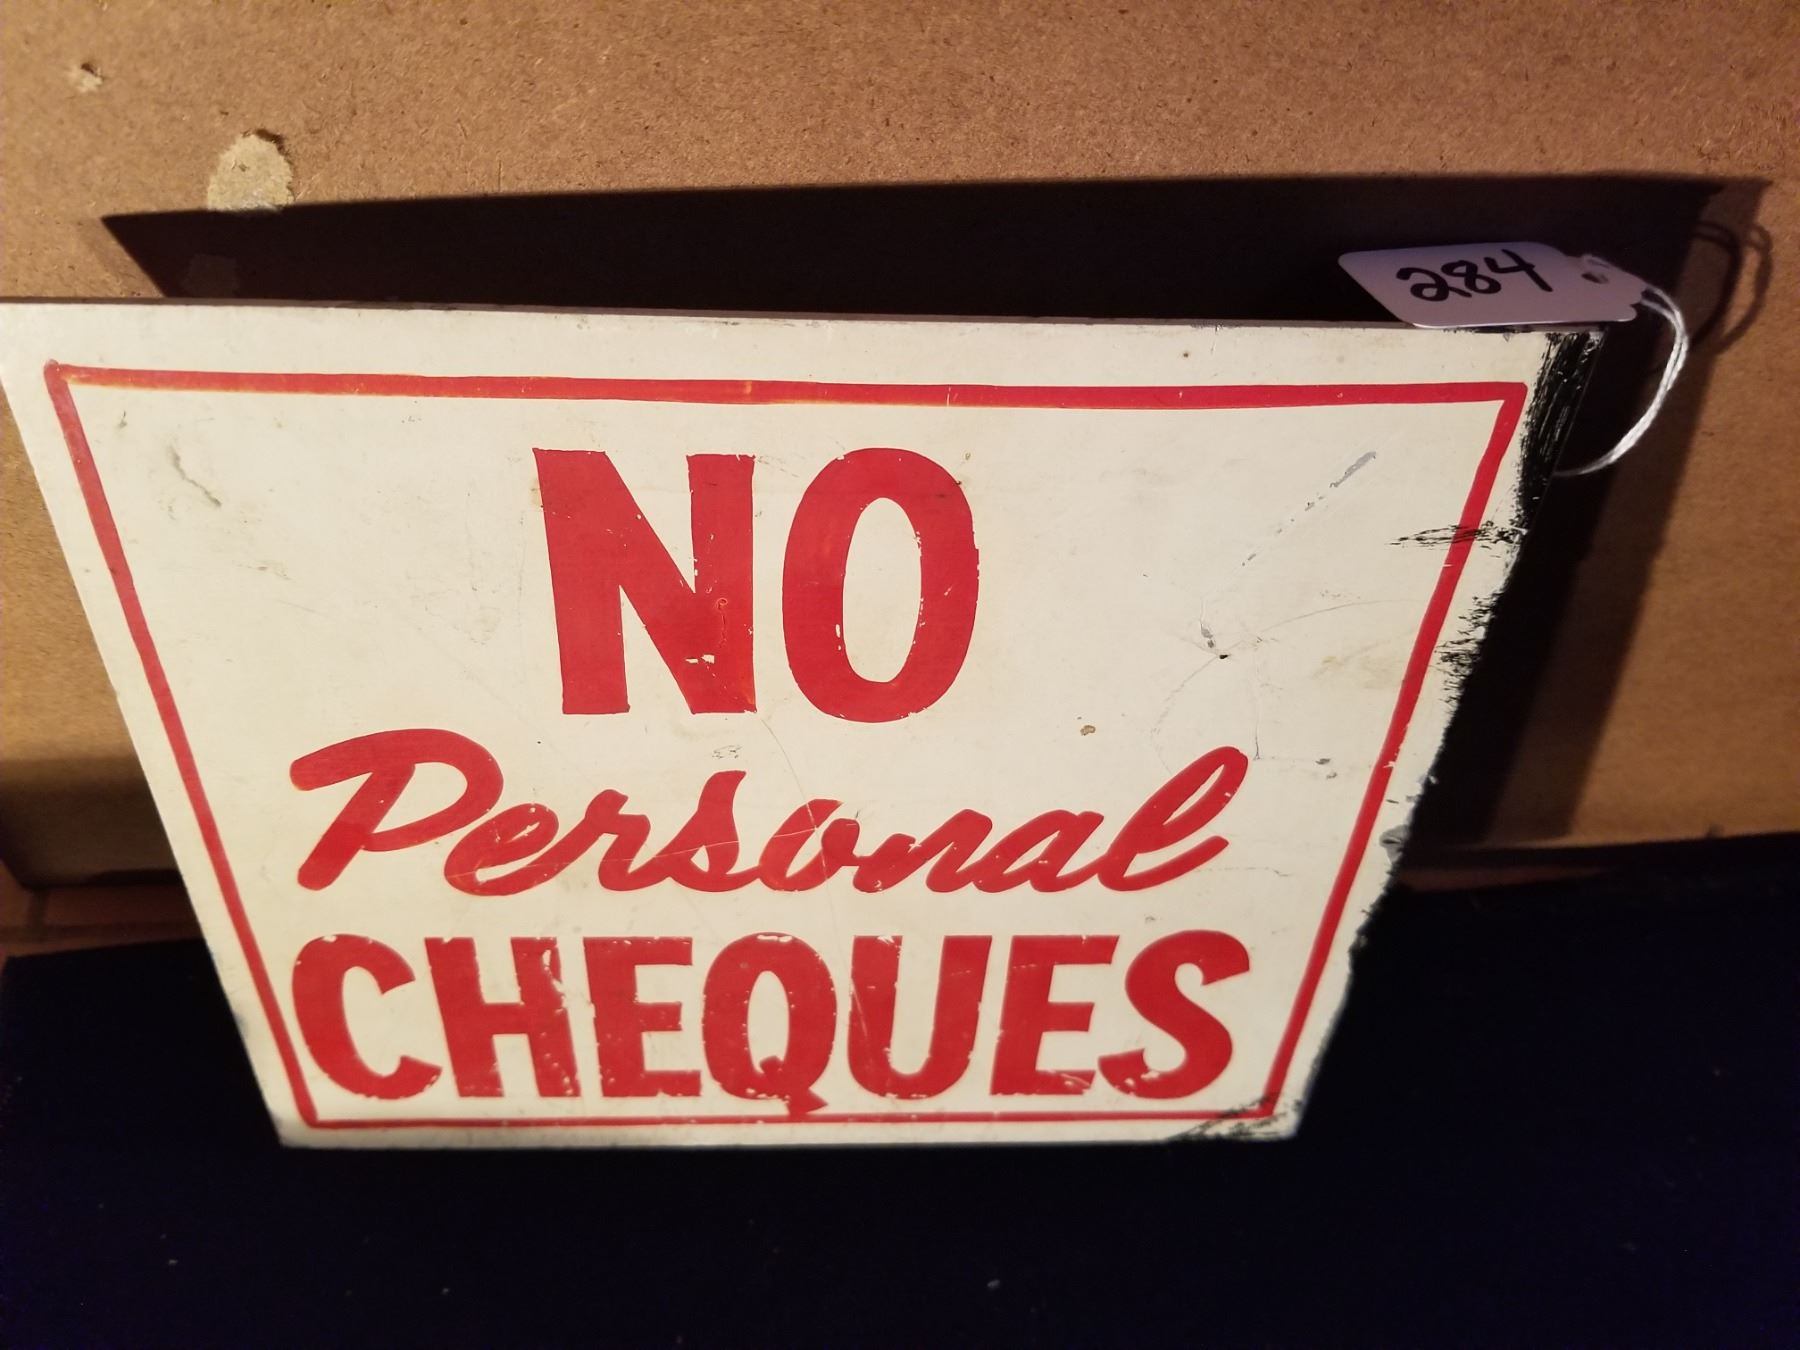 284
NO
Personal
CHEQUES